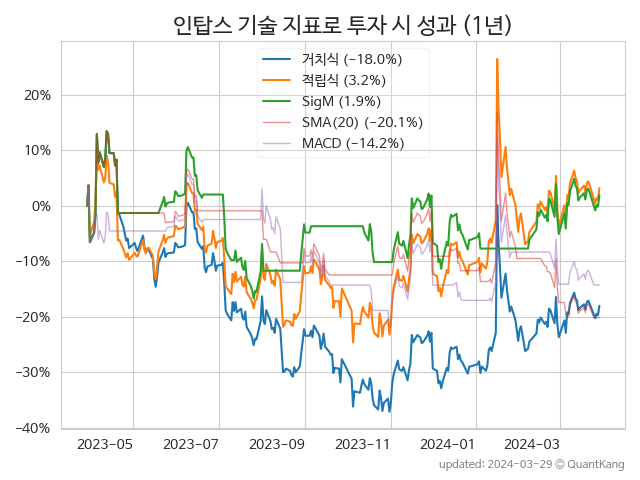 인탑스 기술 지표로 투자 시 성과 (1년)
거치식 (−18.0%)
적립식 (3.2%)
SigM (1.9%)
SMA(20) (−20.1%)
MACD (−14.2%)
20%
10%
0%
−10%
−20%
−30%
−40%
2023-05 2023-07 2023-09 2023-11 2024-01 2024-03
updated: 2024-03-29 © QuantKang